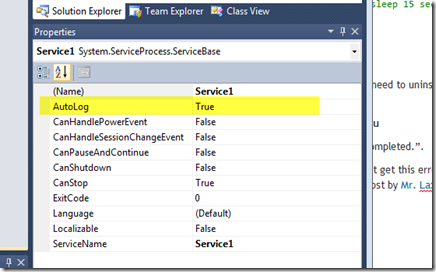 Solution Explorer Team Explorer Class View
sleep 15 se
Properties
Service1 System.ServiceProcess.ServiceBase
(Name) Service1
need to unins
AutoLog True
CanHandlePowerEvent False
CanHandleSessionChangeEvent False
CanPauseAndContinue False
ompleted.”.
CanShutdown False
t get this erro
CanStop True
ost by Mr. Laz
ExitCode 0
Language (Default)
Localizable False
ServiceName Service1